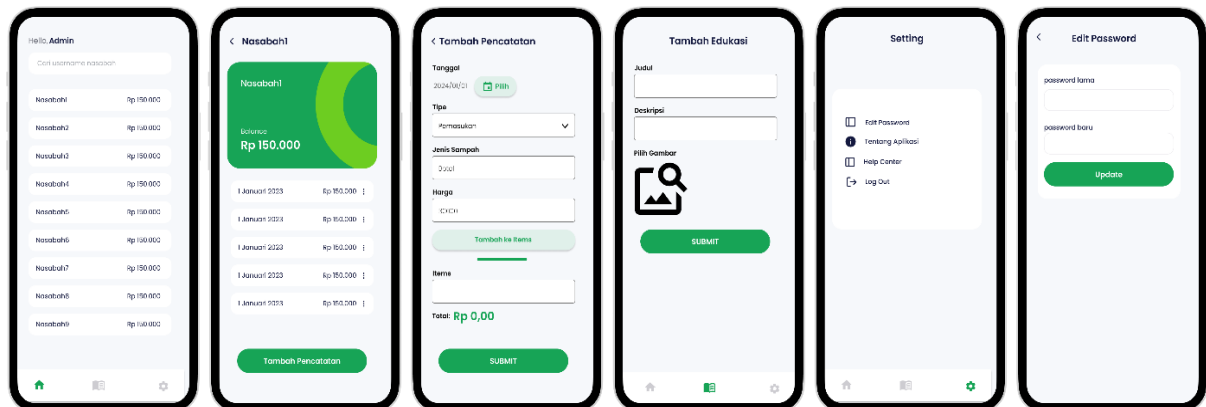 Hello, Admin
Cari username nasabah
Nasabah1 Rp 150.000
Nasabah2 Rp 150.000
Nasabah3 Rp 150.000
Nasabah4 Rp 150.000
Nasabah5 Rp 150.000
Nasabah6 Rp 150.000
Nasabah7 Rp 150.000
Nasabah8 Rp 150.000
Nasabah9 Rp 150.000
Nasabah1
Nasabah1
Balance
Rp 150.000
1 Januari 2023 Rp 150.000
1 Januari 2023 Rp 150.000
1 Januari 2023 Rp 150.000
1 Januari 2023 Rp 150.000
1 Januari 2023 Rp 150.000
Tambah Pencatatan
Tambah Pencatatan
Tanggal
2024/01/01 Pilih
Tipe
Pemasukan
Jenis Sampah
Botol
Harga
Tambah ke Items
Items
Total: Rp 0,00
SUBMIT
Tambah Edukasi
Judul
Deskripsi
Pilih Gambar
SUBMIT
Setting
Edit Password
Tentang Aplikasi
Help Center
Log Out
Edit Password
password lama
password baru
Update